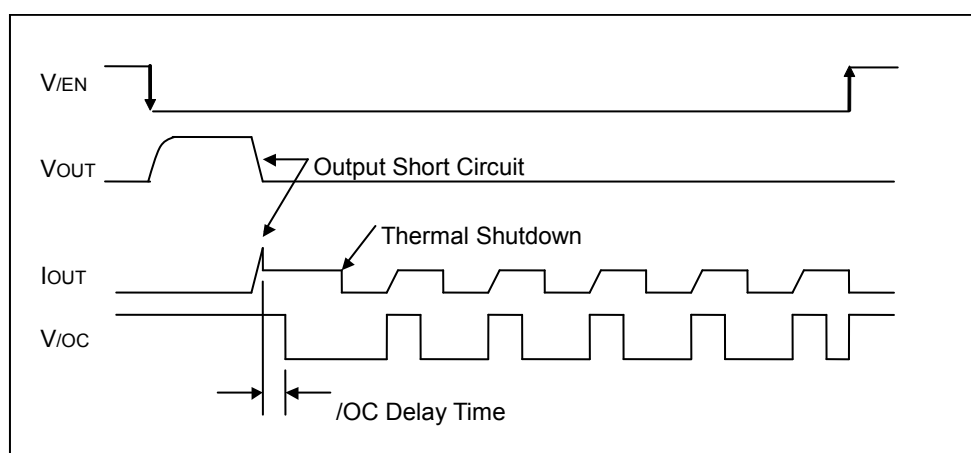 V/EN
VOUT
Output Short Circuit
Thermal Shutdown
IOUT
V/OC
/OC Delay Time